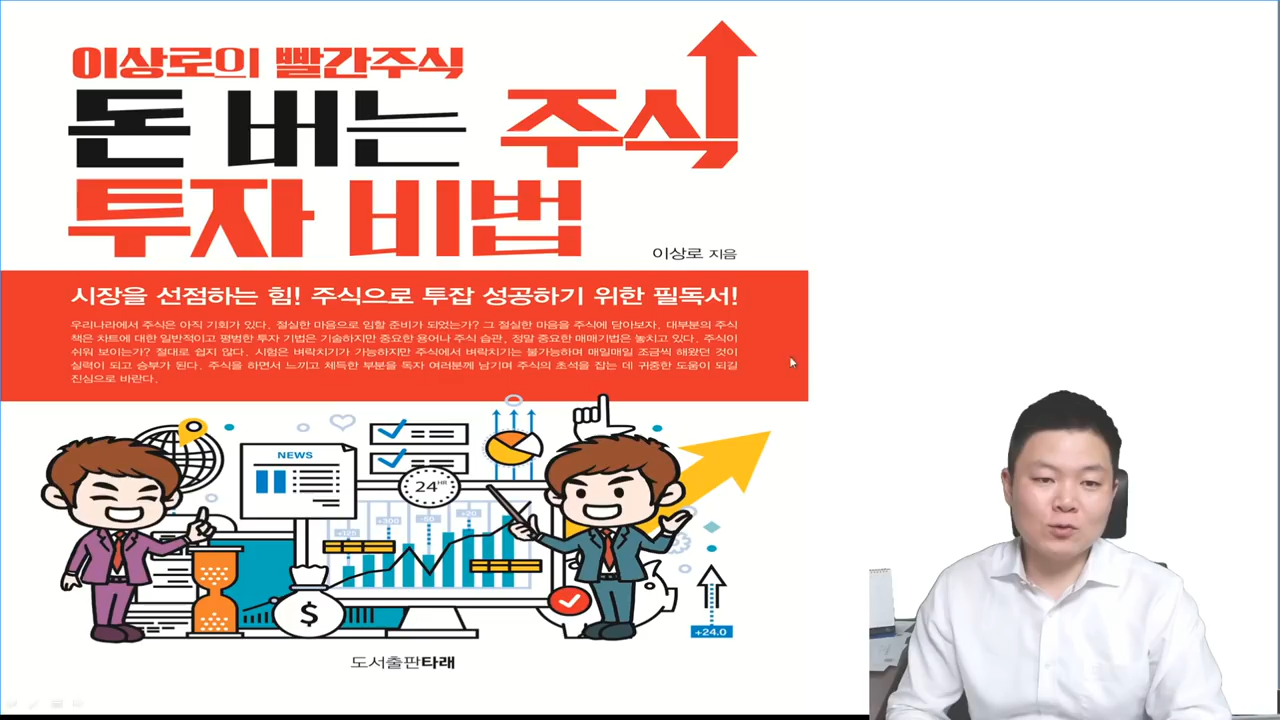 이상로의 빨간주식
돈 버는 주식
투자 비법
이상로 지음
시장을 선점하는 힘! 주식으로 투잡 성공하기 위한 필독서!
우리나라에서 주식은 아직 기회가 있다. 절실한 마음으로 임할 준비가 되었는가? 그 절실한 마음을 주식에 담아보자. 대부분의 주식
책은 차트에 대한 일반적이고 평범한 투자 기법은 기술하지만 중요한 용어나 주식 습관, 정말 중요한 매매기법은 놓치고 있다. 주식이
쉬워 보이는가? 절대로 쉽지 않다. 시험은 벼락치기가 가능하지만 주식에서 벼락치기는 불가능하며 매일매일 조금씩 해왔던 것이
실력이 되고 승부가 된다. 주식을 하면서 느끼고 체득한 부분을 독자 여러분께 남기며 주식의 초석을 잡는 데 귀중한 도움이 되길
진심으로 바란다.
NEWS
24HR
+300
-50
+20
$
+24.0
도서출판타래